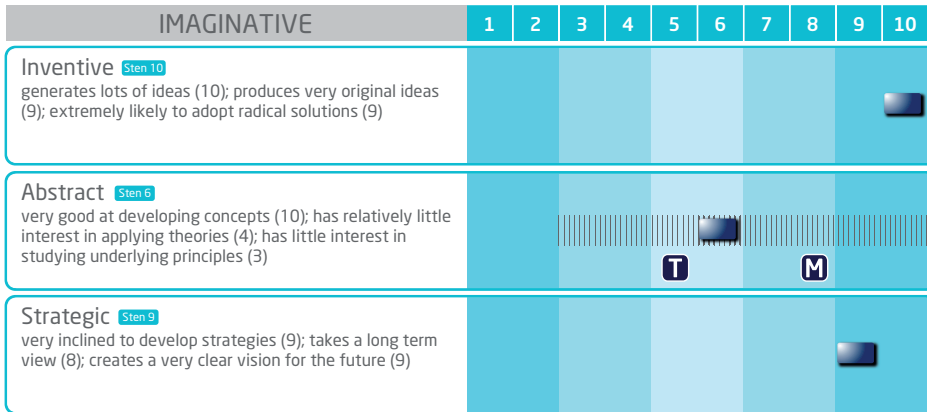 IMAGINATIVE 1 2 3 4 5 6 7 8 9 10
Inventive Sten 10
generates lots of ideas (10); produces very original ideas
(9); extremely likely to adopt radical solutions (9)
Abstract Sten 6
very good at developing concepts (10); has relatively little
interest in applying theories (4); has little interest in
studying underlying principles (3)
T M
Strategic Sten 9
very inclined to develop strategies (9); takes a long term
view (8); creates a very clear vision for the future (9)